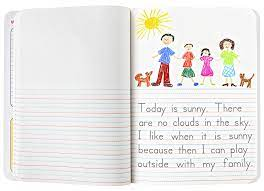 Today is sunny. There
are no clouds in the sky.
I like when it is sunny
because then I can play
outside with my family.